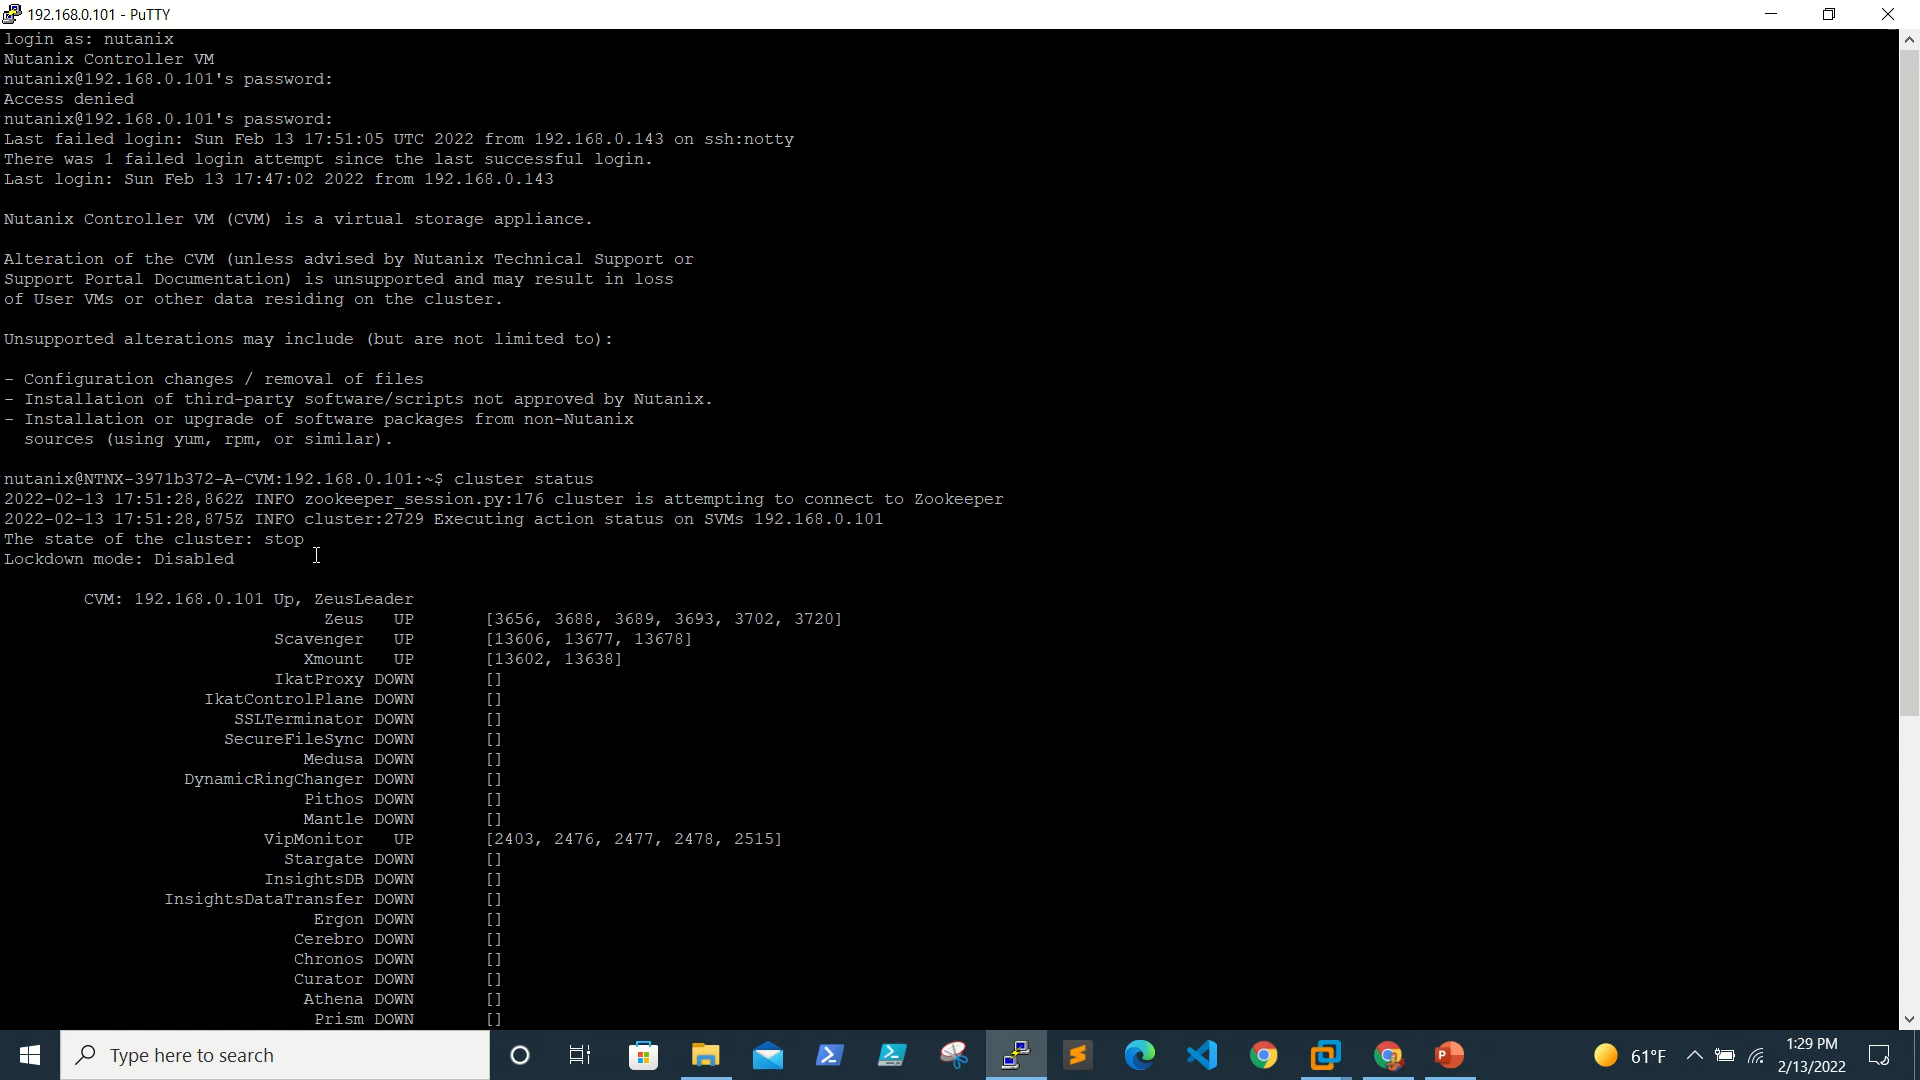 192.168.0.101 - PuTTY
login as: nutanix
Nutanix Controller VM
nutanix@192.168.0.101's password:
Access denied
nutanix@192.168.0.101's password:
Last failed login: Sun Feb 13 17:51:05 UTC 2022 from 192.168.0.143 on ssh:notty
There was 1 failed login attempt since the last successful login.
Last login: Sun Feb 13 17:47:02 2022 from 192.168.0.143
Nutanix Controller VM (CVM) is a virtual storage appliance.
Alteration of the CVM (unless advised by Nutanix Technical Support or
Support Portal Documentation) is unsupported and may result in loss
of User VMs or other data residing on the cluster.
Unsupported alterations may include (but are not limited to):
- Configuration changes / removal of files
- Installation of third-party software/scripts not approved by Nutanix.
- Installation or upgrade of software packages from non-Nutanix
sources (using yum, rpm, or similar).
nutanix@NTNX-3971b372-A-CVM:192.168.0.101:~$ cluster status
2022-02-13 17:51:28,862Z INFO zookeeper_session.py:176 cluster is attempting to connect to Zookeeper
2022-02-13 17:51:28,875Z INFO cluster:2729 Executing action status on SVMs 192.168.0.101
The state of the cluster: stop
Lockdown mode: Disabled
CVM: 192.168.0.101 Up, ZeusLeader
Zeus UP [3656, 3688, 3689, 3693, 3702, 3720]
Scavenger UP [13606, 13677, 13678]
Xmount UP [13602, 13638]
IkatProxy DOWN []
IkatControlPlane DOWN []
SSLTerminator DOWN []
SecureFileSync DOWN []
Medusa DOWN []
DynamicRingChanger DOWN []
Pithos DOWN []
Mantle DOWN []
VipMonitor UP [2403, 2476, 2477, 2478, 2515]
Stargate DOWN []
InsightsDB DOWN []
InsightsDataTransfer DOWN []
Ergon DOWN []
Cerebro DOWN []
Chronos DOWN []
Curator DOWN []
Athena DOWN []
Prism DOWN []
Type here to search
61°F
1:29 PM
2/13/2022